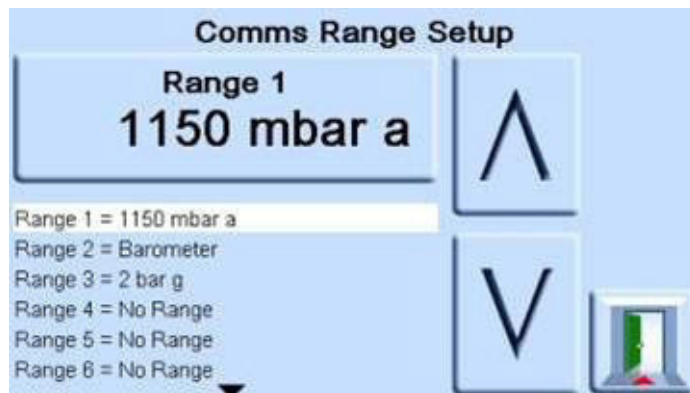 Comms Range Setup
Range 1
1150 mbar a
Range 1 = 1150 mbar a
Range 2 = Barometer
Range 3 = 2 bar g
Range 4 = No Range
Range 5 = No Range
Range 6 = No Range